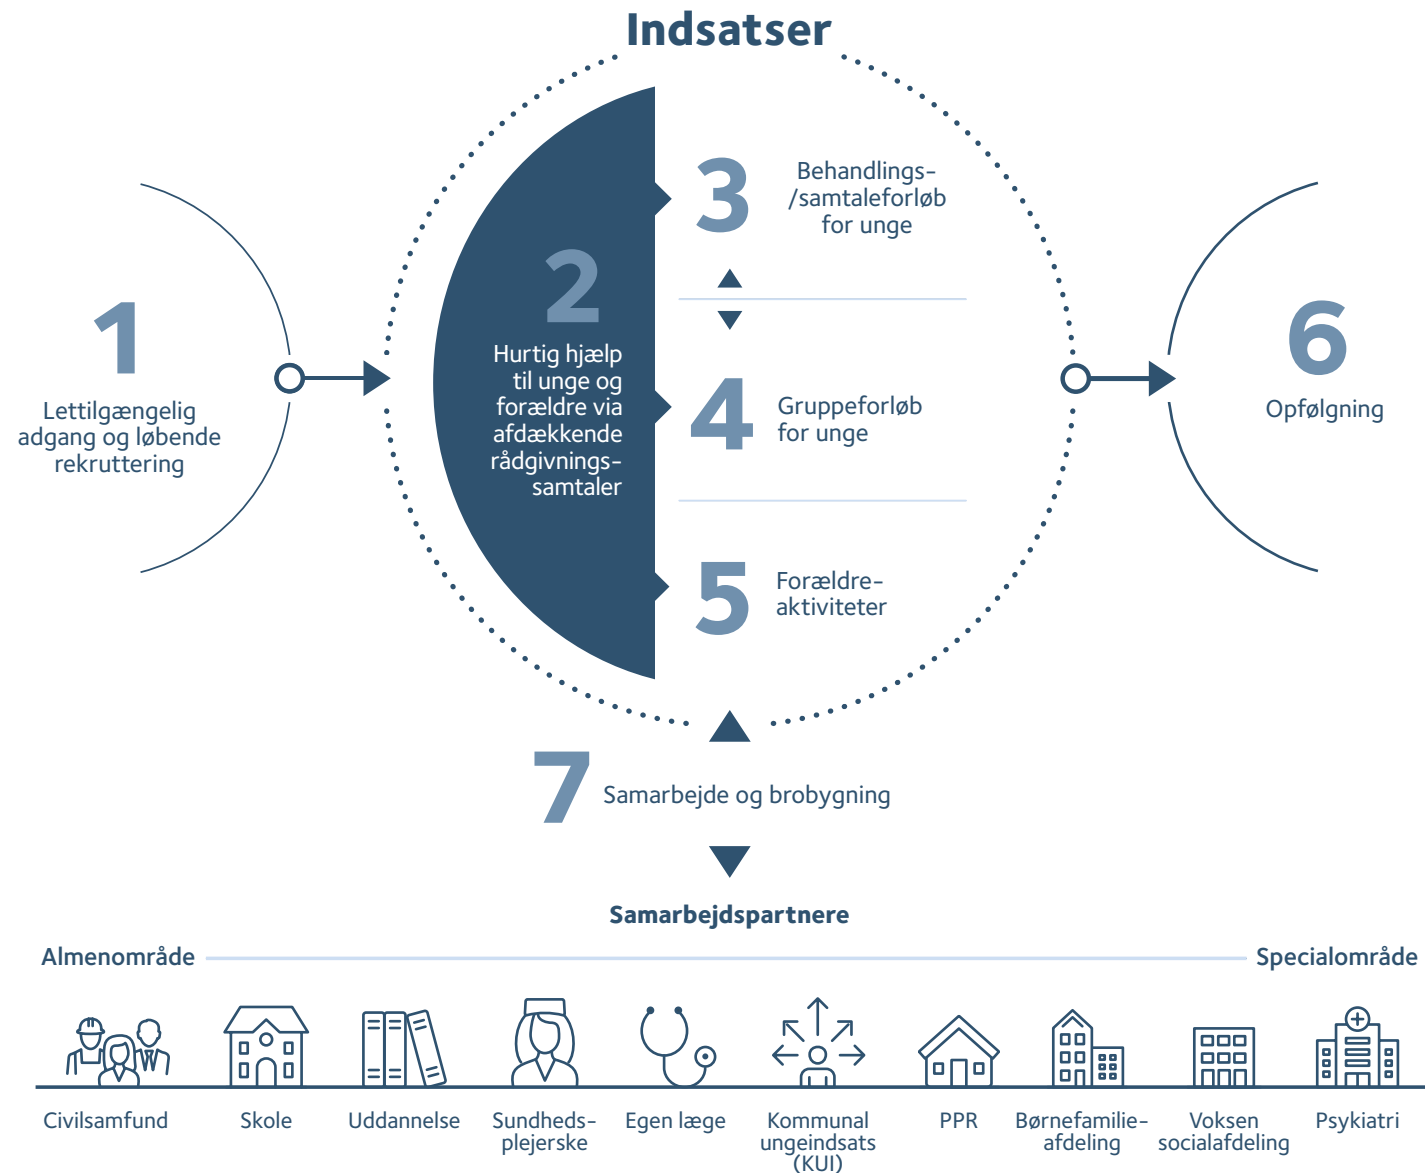 Indsatser
1
Lettilgængelig
adgang og løbende
rekruttering
2
Hurtig hjælp
til unge og
forældre via
afdækkende
rådgivnings-
samtaler
3
Behandlings-
/samtaleforløb
for unge
4
Gruppeforløb
for unge
5
Forældre-
aktiviteter
6
Opfølgning
7
Samarbejde og brobygning
Samarbejdspartnere
Almenområde
Specialområde
Civilsamfund
Skole
Uddannelse
Sundheds-
plejerske
Egen læge
Kommunal
ungeindsats
(KUI)
PPR
Børnefamilie-
afdeling
Voksen
socialafdeling
Psykiatri